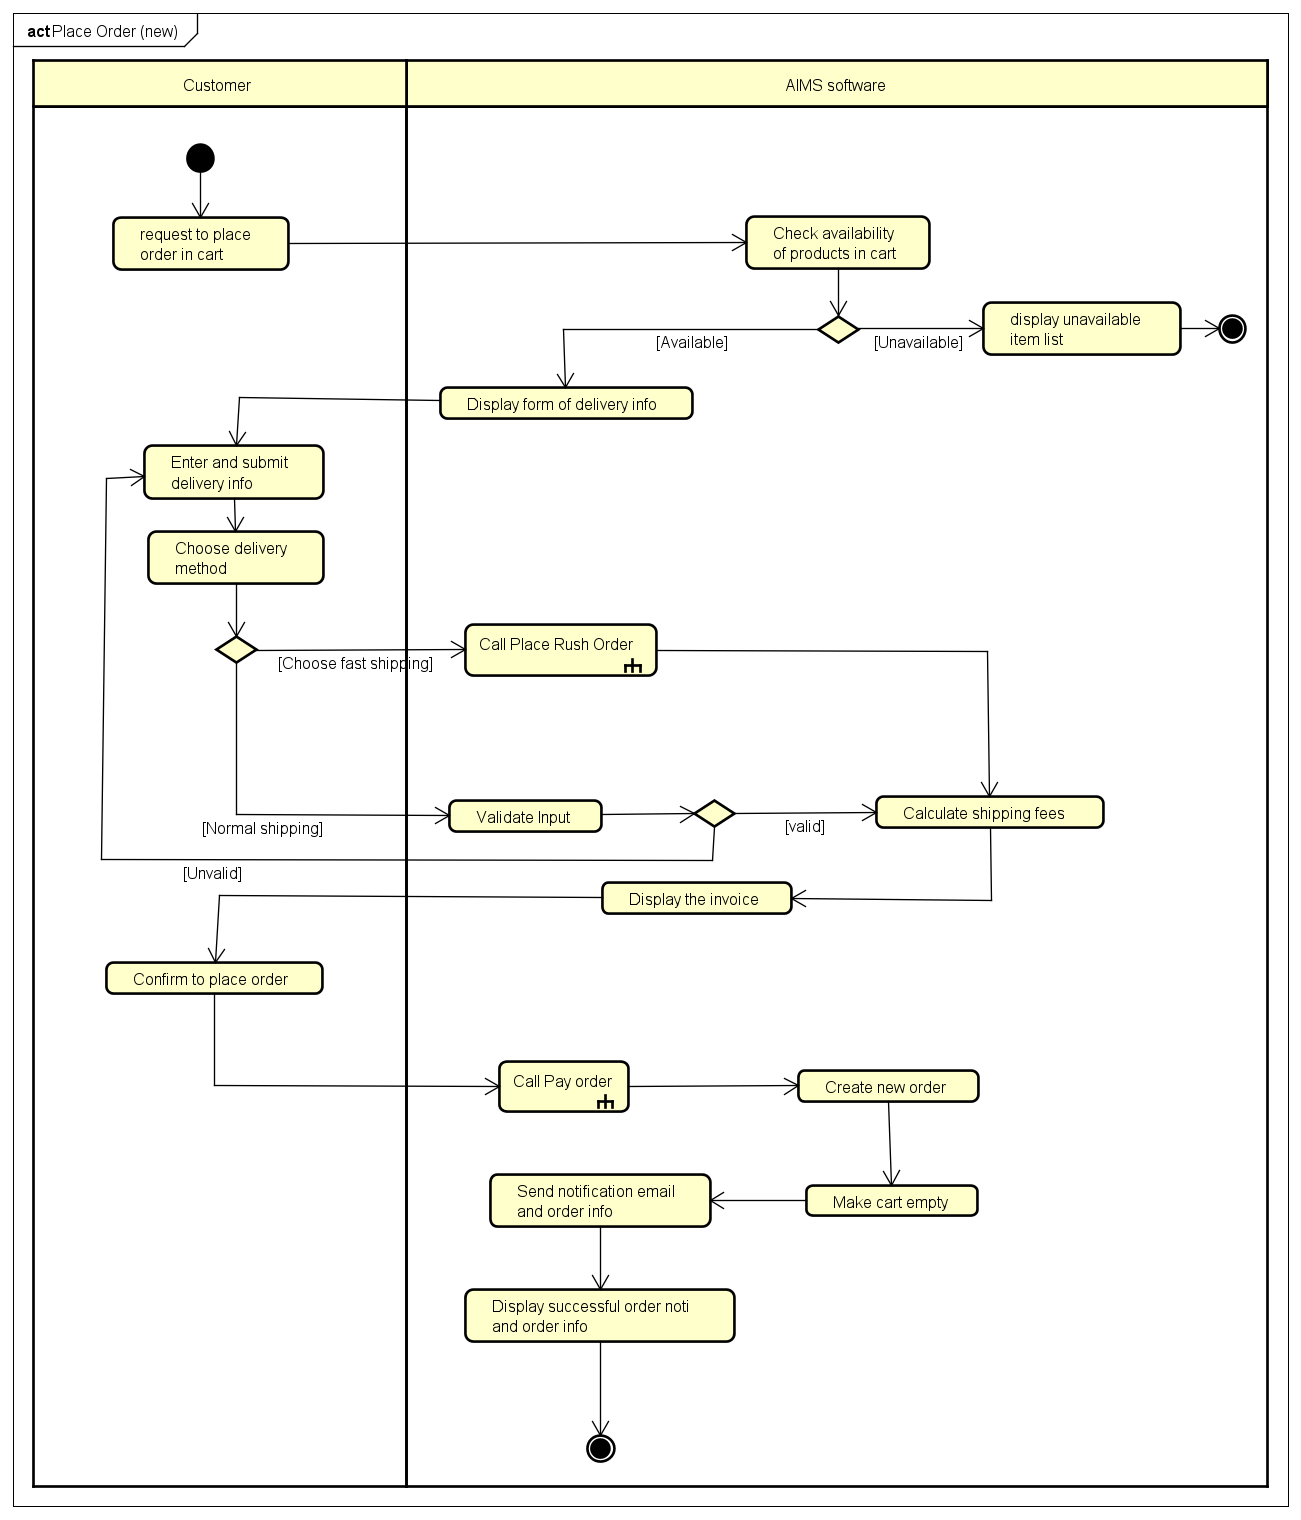 act Place Order (new)
Customer
AIMS software
request to place
order in cart
Check availability
of products in cart
display unavailable
item list
[Available]
[Unavailable]
Display form of delivery info
Enter and submit
delivery info
Choose delivery
method
Call Place Rush Order
[Choose fast shipping]
Validate Input
Calculate shipping fees
[Normal shipping]
[valid]
[Unvalid]
Display the invoice
Confirm to place order
Call Pay order
Create new order
Send notification email
and order info
Make cart empty
Display successful order noti
and order info